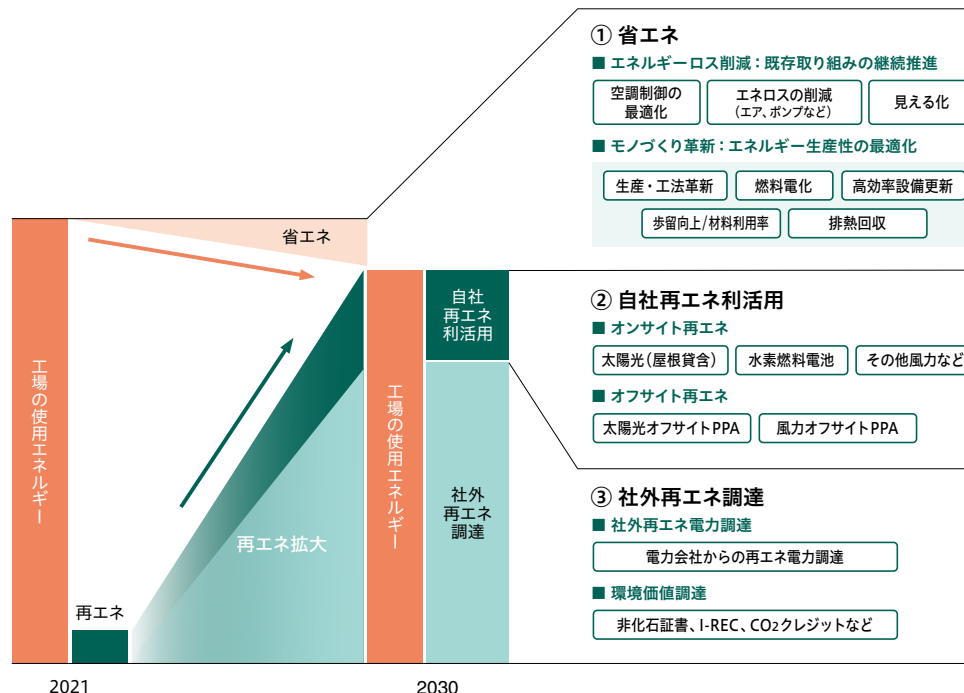 ① 省エネ
■ エネルギーロス削減：既存取り組みの継続推進
空調制御の
最適化
エネロスの削減
（エア、ポンプなど）
見える化
■ モノづくり革新：エネルギー生産性の最適化
生産・工法革新
燃料電化
高効率設備更新
歩留向上/材料利用率
排熱回収
省エネ
工場の使用エネルギー
再エネ
再エネ拡大
工場の使用エネルギー
自社
再エネ
利活用
社外
再エネ
調達
② 自社再エネ利活用
■ オンサイト再エネ
太陽光（屋根貸含）
水素燃料電池
その他風力など
■ オフサイト再エネ
太陽光オフサイトPPA
風力オフサイトPPA
③ 社外再エネ調達
■ 社外再エネ電力調達
電力会社からの再エネ電力調達
■ 環境価値調達
非化石証書、I-REC、CO2クレジットなど
2021
2030